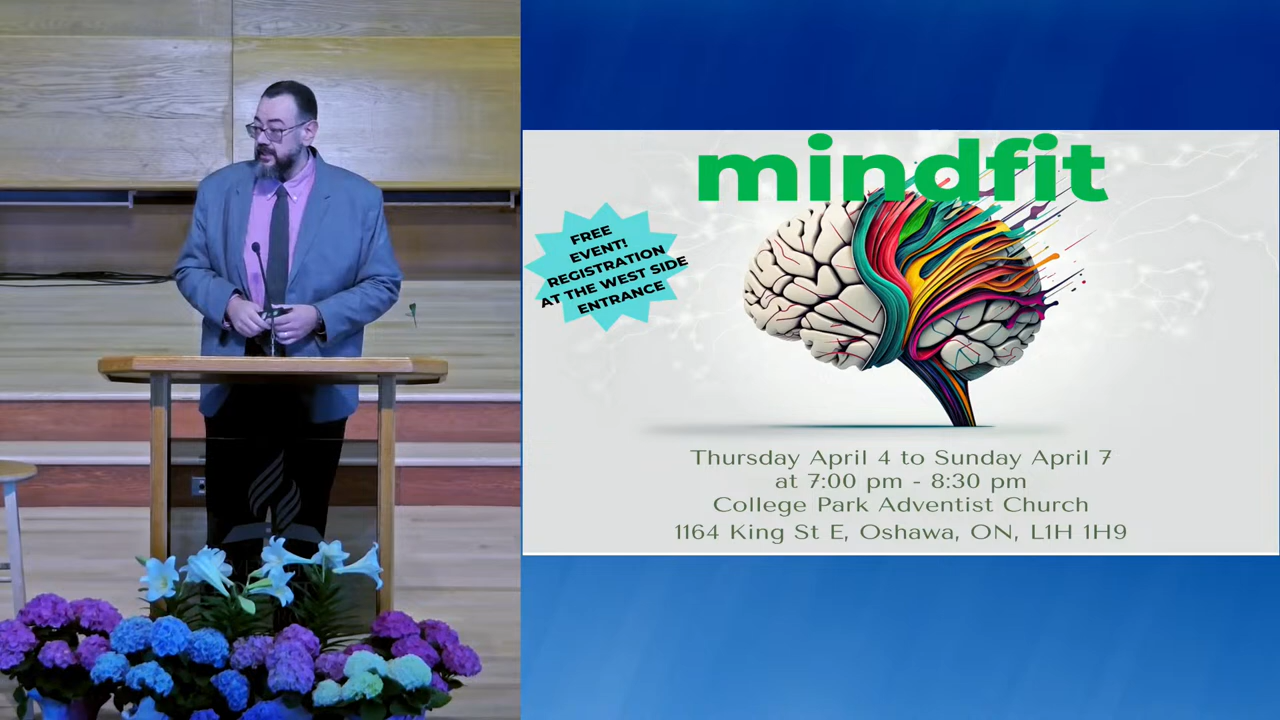 mindfit
FREE
EVENT!
REGISTRATION
AT THE WEST SIDE
ENTRANCE
Thursday April 4 to Sunday April 7
at 7:00 pm - 8:30 pm
College Park Adventist Church
1164 King St E, Oshawa, ON, L1H 1H9